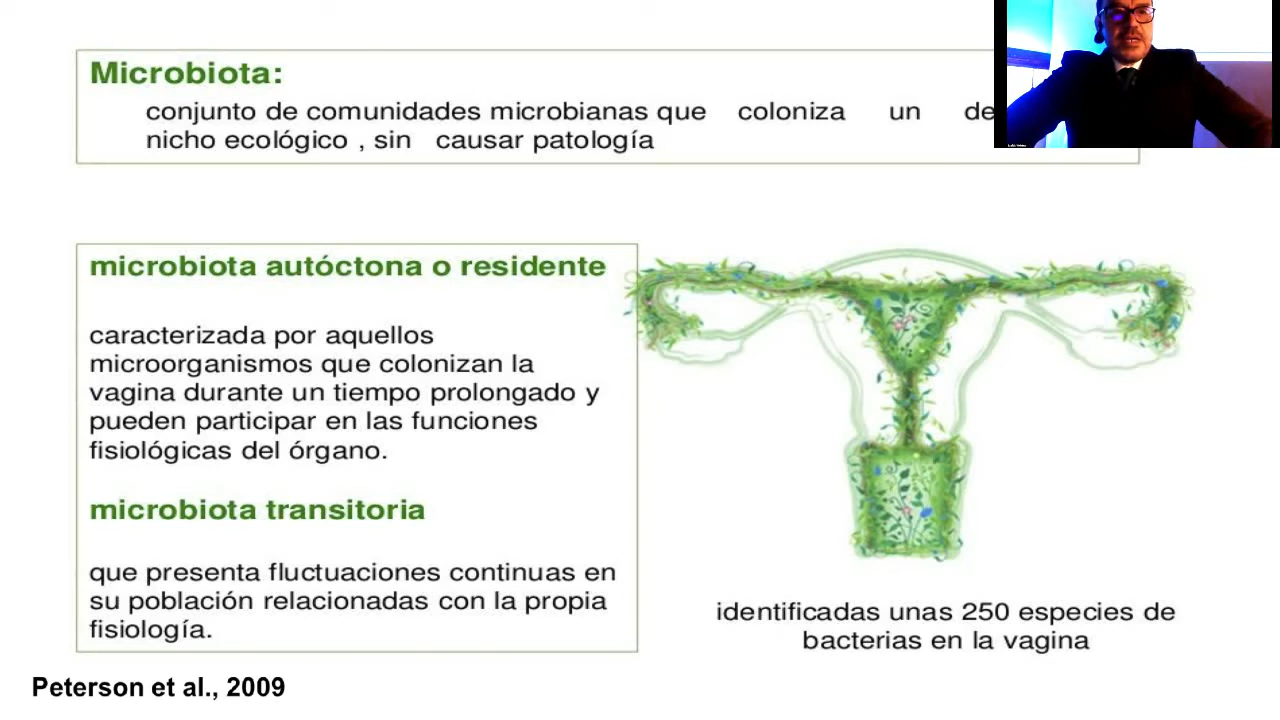 Microbiota:
conjunto de comunidades microbianas que coloniza un de
nicho ecológico , sin causar patología
microbiota autóctona o residente
caracterizada por aquellos
microorganismos que colonizan la
vagina durante un tiempo prolongado y
pueden participar en las funciones
fisiológicas del órgano.
microbiota transitoria
que presenta fluctuaciones continuas en
su población relacionadas con la propia
fisiología.
identificadas unas 250 especies de
bacterias en la vagina
Peterson et al., 2009